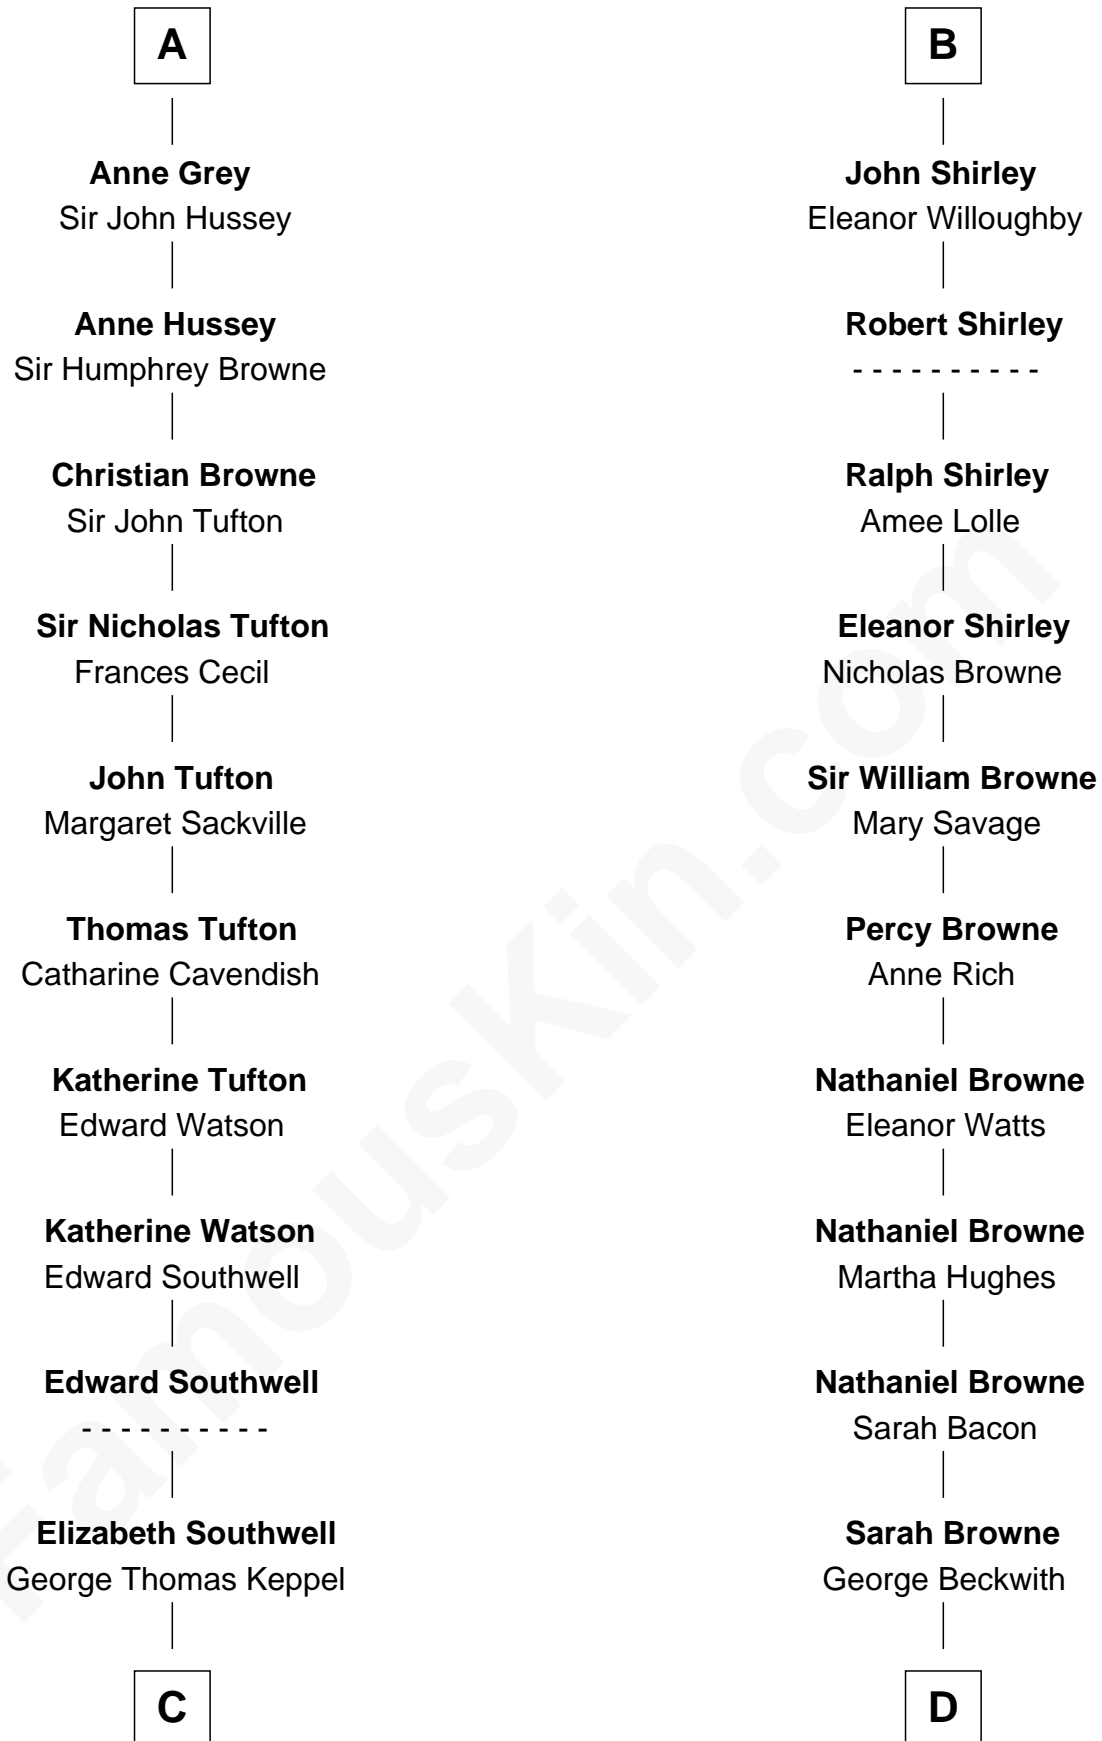 A
Anne Grey
Sir John Hussey
Anne Hussey
Sir Humphrey Browne
Christian Browne
Sir John Tufton
Sir Nicholas Tufton
Frances Cecil
John Tufton
Margaret Sackville
Thomas Tufton
Catharine Cavendish
Katherine Tufton
Edward Watson
Katherine Watson
Edward Southwell
Edward Southwell
- - - - - - - - - -
Elizabeth Southwell
George Thomas Keppel
C
B
John Shirley
Eleanor Willoughby
Robert Shirley
- - - - - - - - - -
Ralph Shirley
Amee Lolle
Eleanor Shirley
Nicholas Browne
Sir William Browne
Mary Savage
Percy Browne
Anne Rich
Nathaniel Browne
Eleanor Watts
Nathaniel Browne
Martha Hughes
Nathaniel Browne
Sarah Bacon
Sarah Browne
George Beckwith
D
FamousKin.com